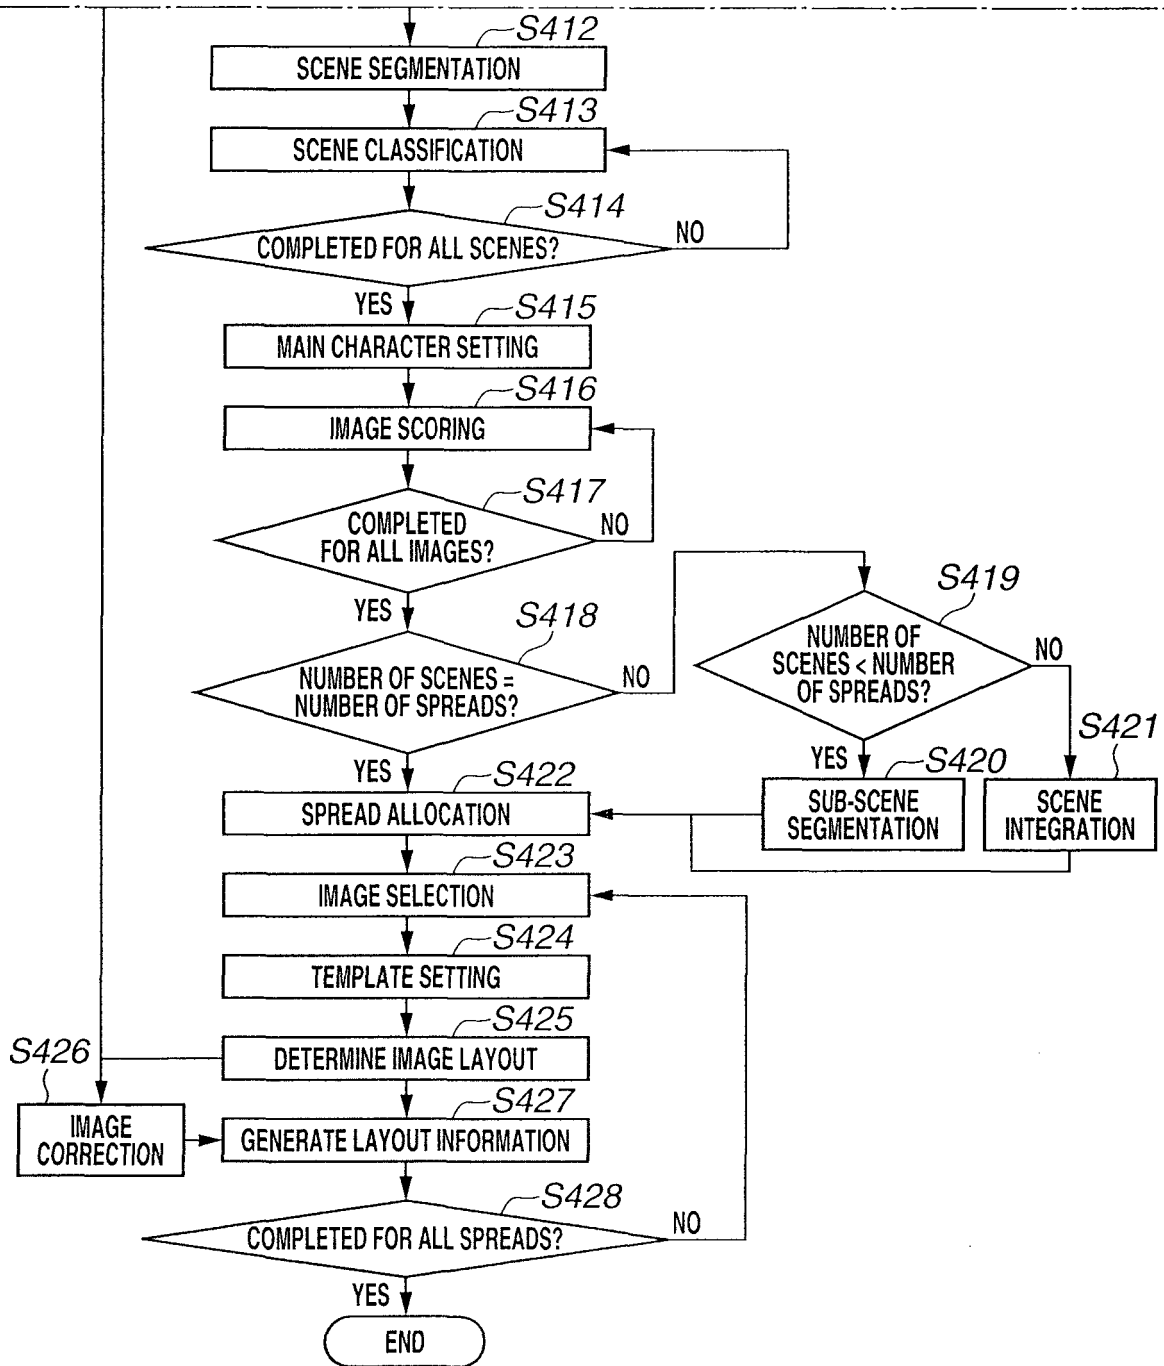 S412
SCENE SEGMENTATION
S413
SCENE CLASSIFICATION
S414
COMPLETED FOR ALL SCENES?
NO
YES
S415
MAIN CHARACTER SETTING
S416
IMAGE SCORING
S417
COMPLETED
FOR ALL IMAGES?
NO
YES
S418
NUMBER OF SCENES =
NUMBER OF SPREADS?
NO
YES
S419
NUMBER OF
SCENES < NUMBER
OF SPREADS?
NO
YES
S420
SUB-SCENE
SEGMENTATION
S421
SCENE
INTEGRATION
S422
SPREAD ALLOCATION
S423
IMAGE SELECTION
S424
TEMPLATE SETTING
S425
DETERMINE IMAGE LAYOUT
S426
IMAGE
CORRECTION
S427
GENERATE LAYOUT INFORMATION
S428
COMPLETED FOR ALL SPREADS?
NO
YES
END